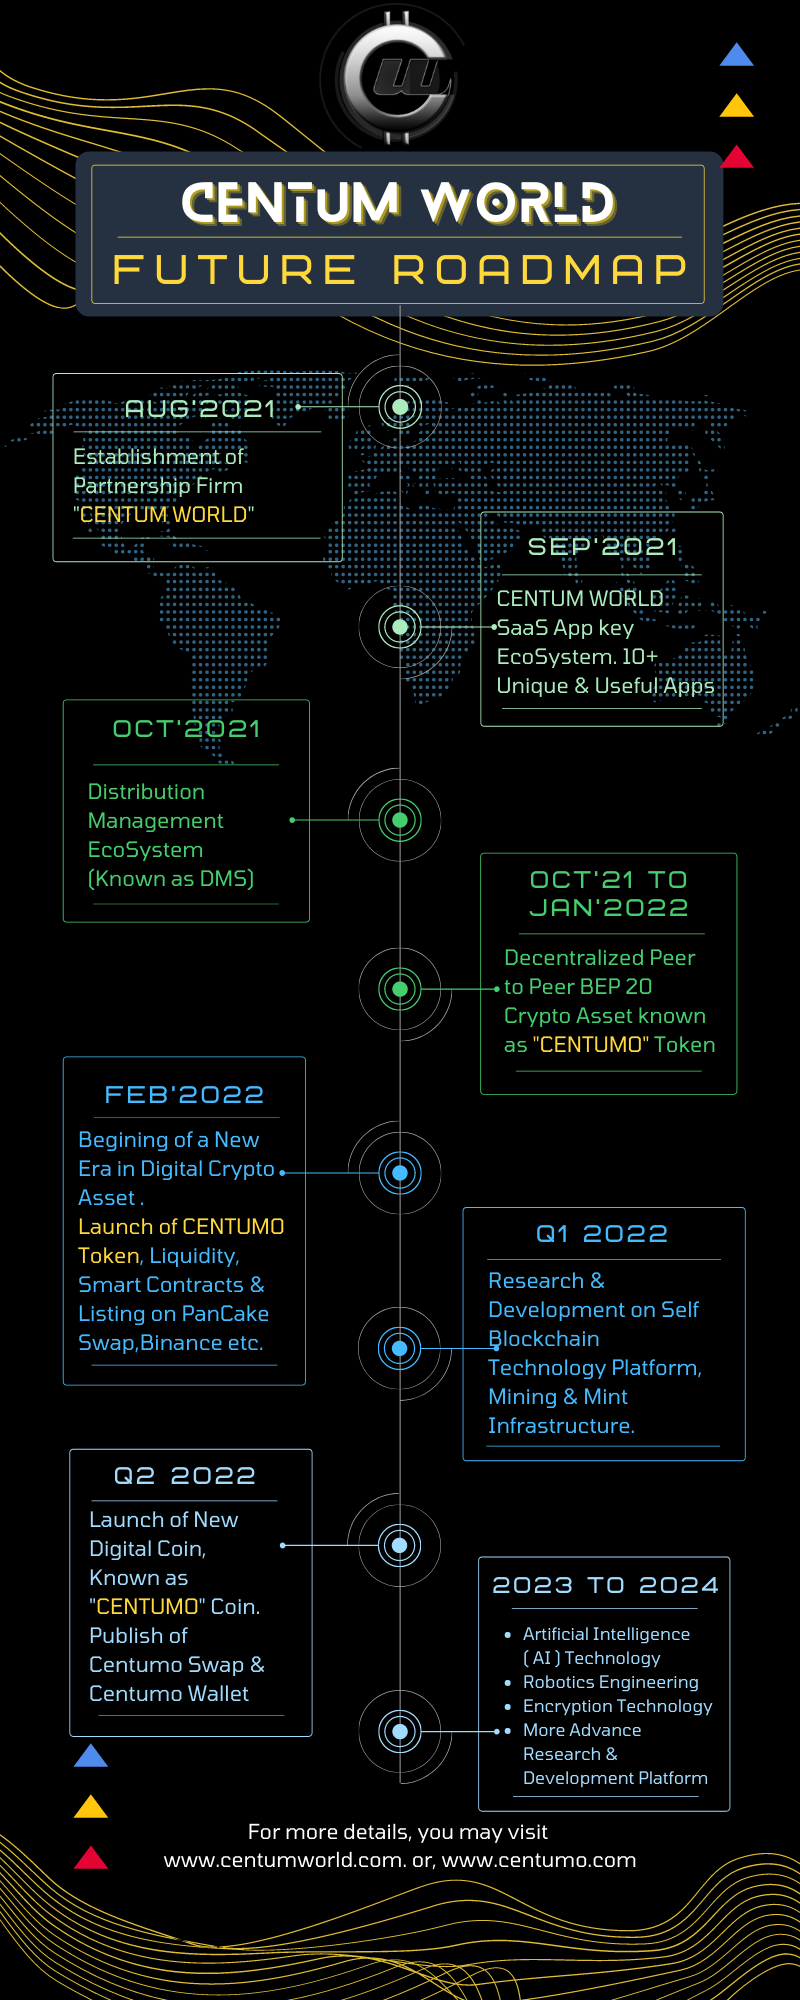 CW
CENTUM WORLD
FUTURE ROADMAP
AUG'2021
Establishment of
Partnership Firm
"CENTUM WORLD"
SEP'2021
CENTUM WORLD
SaaS App key
EcoSystem. 10+
Unique & Useful Apps
OCT'2021
Distribution
Management
EcoSystem
(Known as DMS)
OCT'21 TO
JAN'2022
Decentralized Peer
to Peer BEP 20
Crypto Asset known
as "CENTUMO" Token
FEB'2022
Begining of a New
Era in Digital Crypto
Asset .
Launch of CENTUMO
Token, Liquidity,
Smart Contracts &
Listing on PanCake
Swap,Binance etc.
Q1 2022
Research &
Development on Self
Blockchain
Technology Platform,
Mining & Mint
Infrastructure.
Q2 2022
Launch of New
Digital Coin,
Known as
"CENTUMO" Coin.
Publish of
Centumo Swap &
Centumo Wallet
2023 TO 2024
• Artificial Intelligence
( AI ) Technology
• Robotics Engineering
• Encryption Technology
• More Advance
Research &
Development Platform
For more details, you may visit
www.centumworld.com. or, www.centumo.com